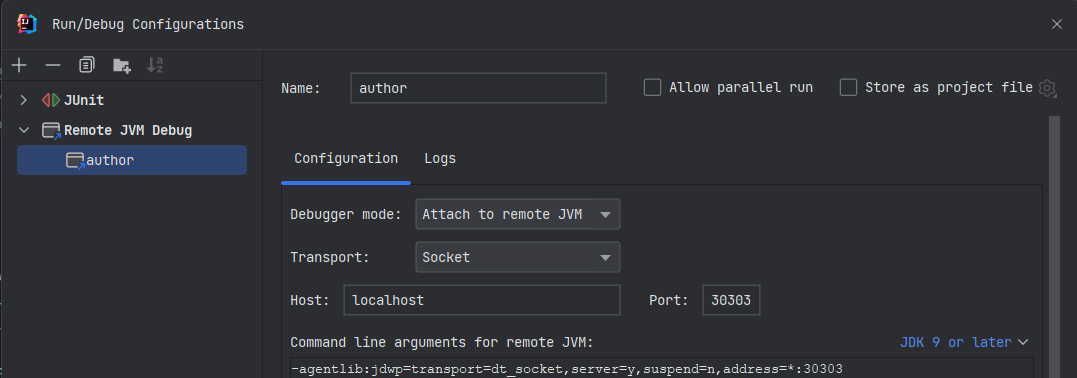 Run/Debug Configurations
Name: author Allow parallel run Store as project file
JUnit
Remote JVM Debug
author
Configuration Logs
Debugger mode: Attach to remote JVM
Transport: Socket
Host: localhost Port: 30303
Command line arguments for remote JVM: JDK 9 or later
-agentlib:jdwp=transport=dt_socket,server=y,suspend=n,address=*:30303